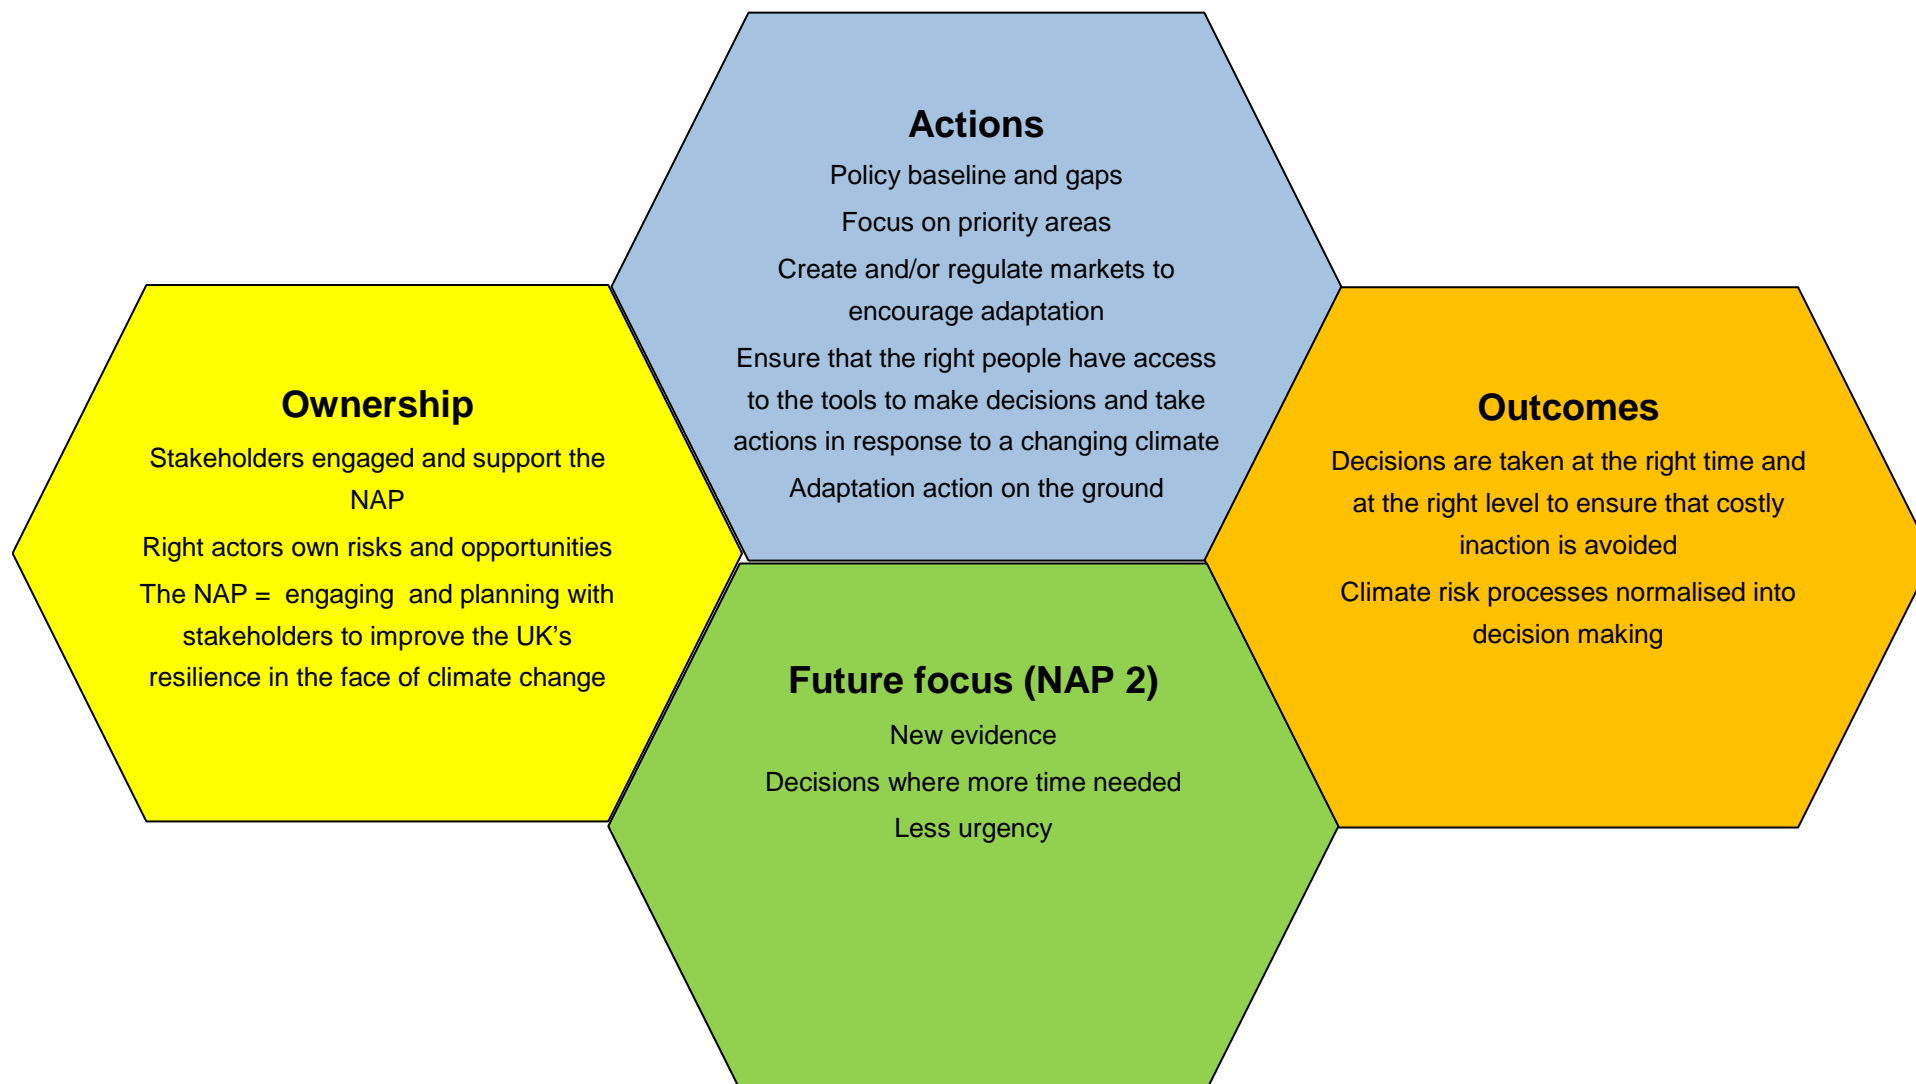 Actions
Policy baseline and gaps
Focus on priority areas
Create and/or regulate markets to
encourage adaptation
Ensure that the right people have access
to the tools to make decisions and take
actions in response to a changing climate
Adaptation action on the ground
Ownership
Stakeholders engaged and support the
NAP
Right actors own risks and opportunities
The NAP =  engaging  and planning with
stakeholders to improve the UK’s
resilience in the face of climate change
Outcomes
Decisions are taken at the right time and
at the right level to ensure that costly
inaction is avoided
Climate risk processes normalised into
decision making
Future focus (NAP 2)
New evidence
Decisions where more time needed
Less urgency